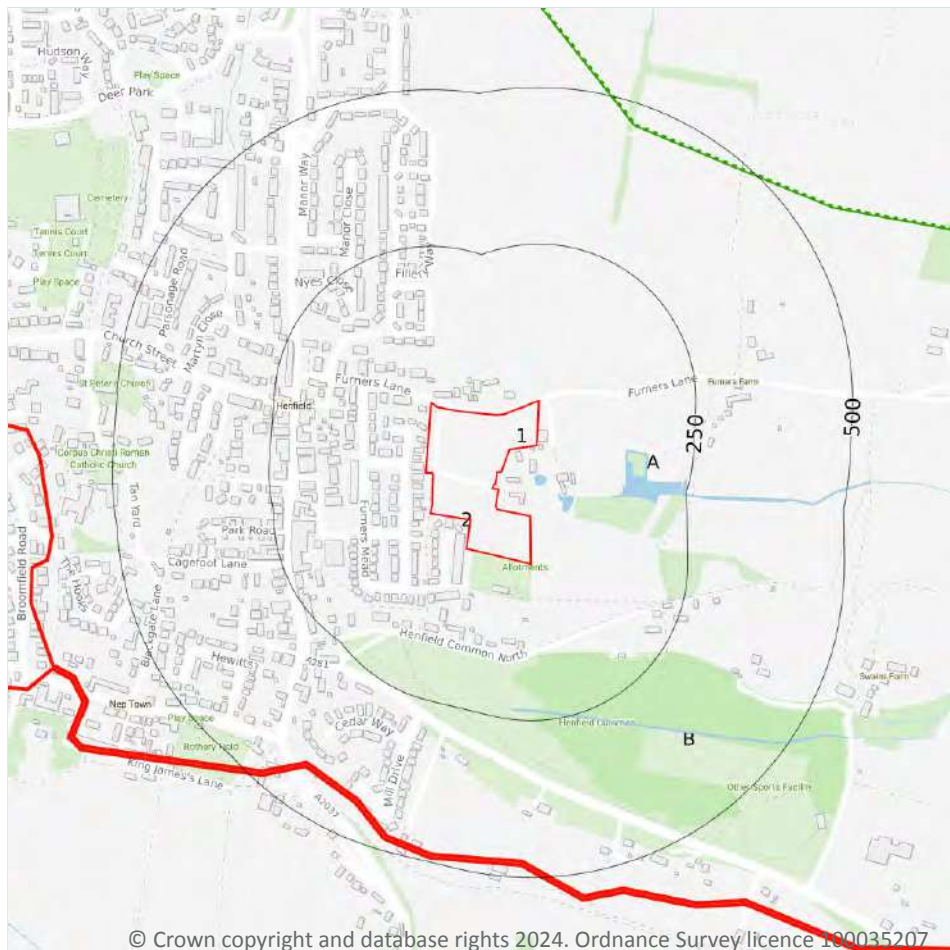 Hudson
Way
Play Space
Deer Park
Cemetery
Manor Way
Manor Close
Tennis Court
Tennis Court
Play Space
Parsonage Road
Nyes Close
Filler
Way
Martyn Close
Church Street
St Peter's Church
Furners Lane
Furners Lane
Furners Farm
Henfield
1
250
500
Corpus Christi Roman
Catholic Church
A
Tan Yard
Furners Mead
2
Park Road
Cagefoot Lane
Allotments
Broomfield Road
The Hooks
Blackgate Lane
Henfield Common North
Hewitts
A281
Swains Farm
Nep Town
Play Space
Cedar Way
Henfield Common
B
Rothery Field
Mill Drive
King James's Lane
A2037
Other Sports Facility
© Crown copyright and database rights 2024. Ordnance Survey licence 100035207